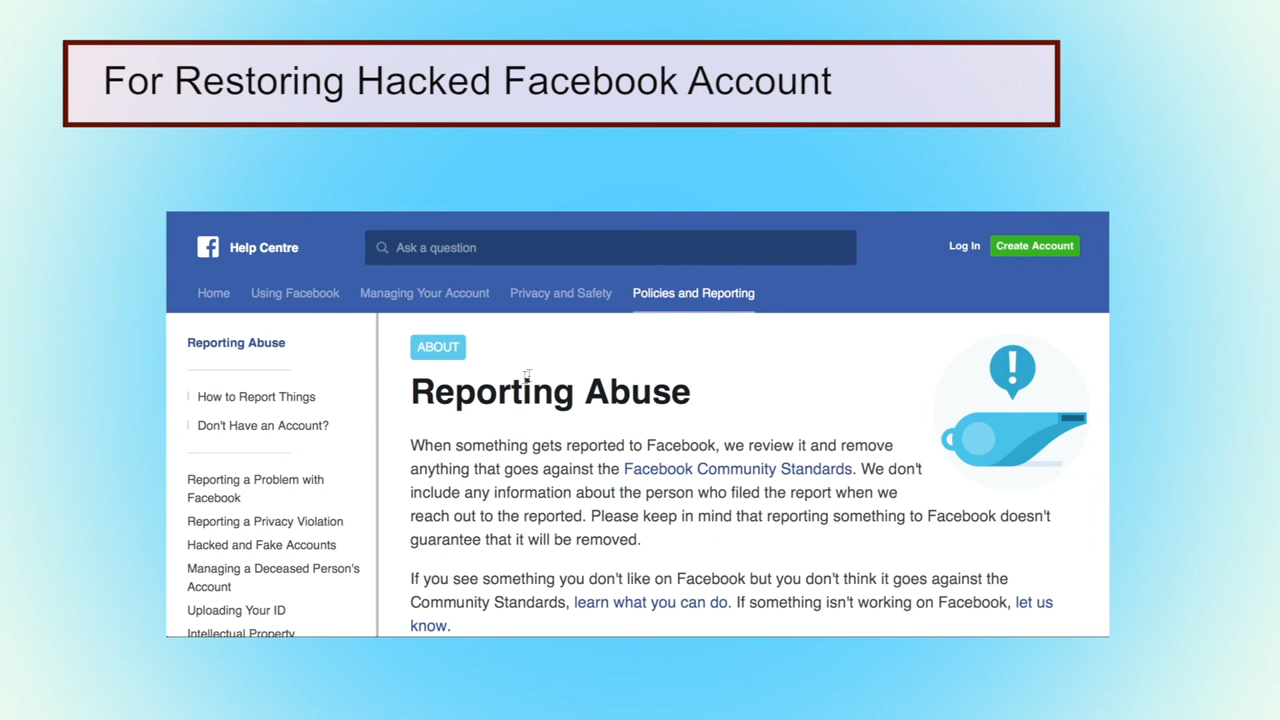 For Restoring Hacked Facebook Account
Help Centre
Ask a question
Log In
Create Account
Home
Using Facebook
Managing Your Account
Privacy and Safety
Policies and Reporting
Reporting Abuse
How to Report Things
Don't Have an Account?
Reporting a Problem with
Facebook
Reporting a Privacy Violation
Hacked and Fake Accounts
Managing a Deceased Person's
Account
Uploading Your ID
Intellectual Property
ABOUT
Reporting Abuse
When something gets reported to Facebook, we review it and remove
anything that goes against the Facebook Community Standards. We don't
include any information about the person who filed the report when we
reach out to the reported. Please keep in mind that reporting something to Facebook doesn't
guarantee that it will be removed.
If you see something you don't like on Facebook but you don't think it goes against the
Community Standards, learn what you can do. If something isn't working on Facebook, let us
know.